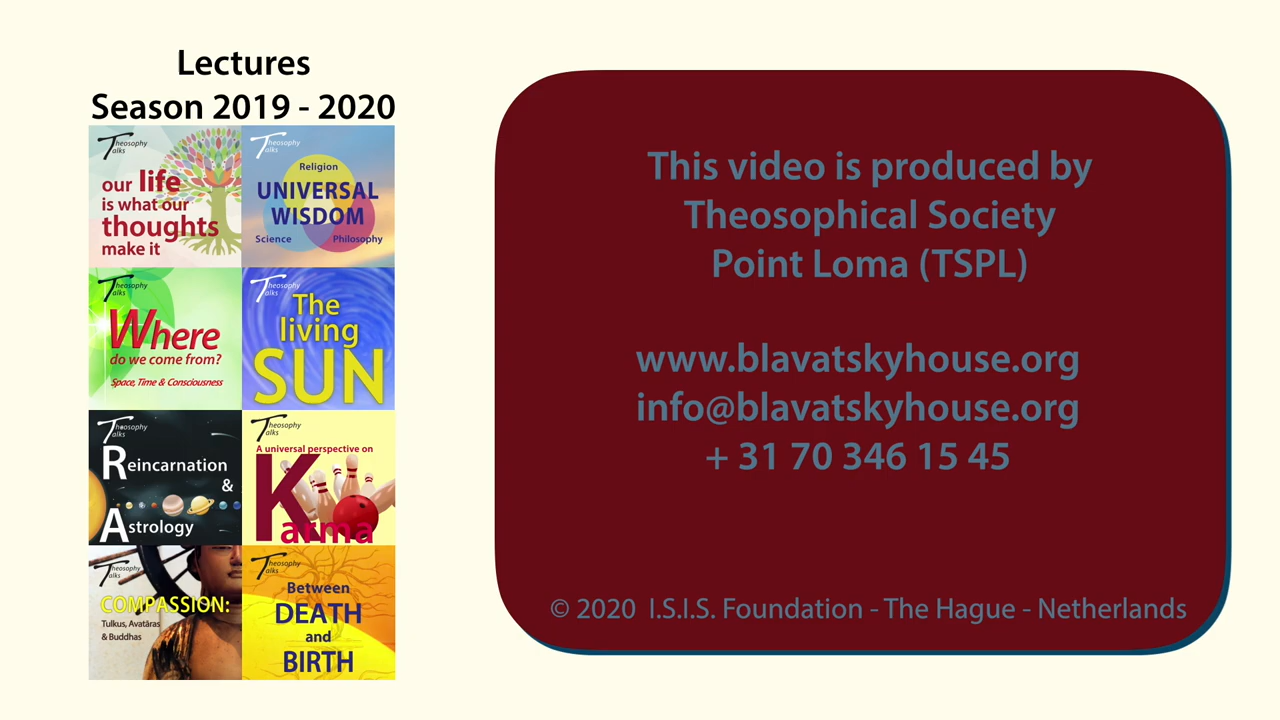 Lectures
Season 2019 - 2020
Theosophy
Talks
our life
is what our
thoughts
make it
Theosophy
Talks
Religion
UNIVERSAL
WISDOM
Science
Philosophy
Theosophy
Talks
Where
do we come from?
Space, Time & Consciousness
Theosophy
Talks
The
living
SUN
Theosophy
Talks
Reincarnation
&
Astrology
Theosophy
Talks
A universal perspective on
Karma
Theosophy
Talks
COMPASSION:
Tulkus, Avatāras
& Buddhas
Theosophy
Talks
Between
DEATH
and
BIRTH
This video is produced by
Theosophical Society
Point Loma (TSPL)
www.blavatskyhouse.org
info@blavatskyhouse.org
+ 31 70 346 15 45
© 2020 I.S.I.S. Foundation - The Hague - Netherlands